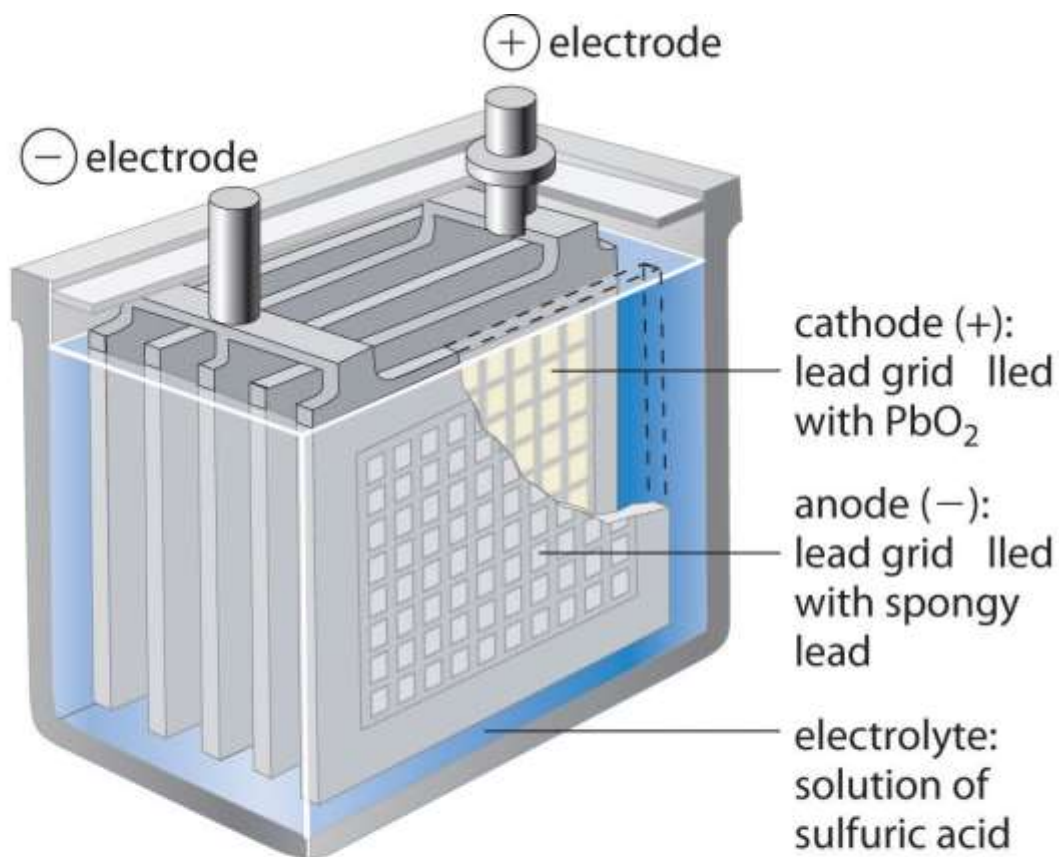 ⊕ electrode
⊖ electrode
cathode (+):
lead grid lled
with PbO₂
anode (−):
lead grid lled
with spongy
lead
electrolyte:
solution of
sulfuric acid